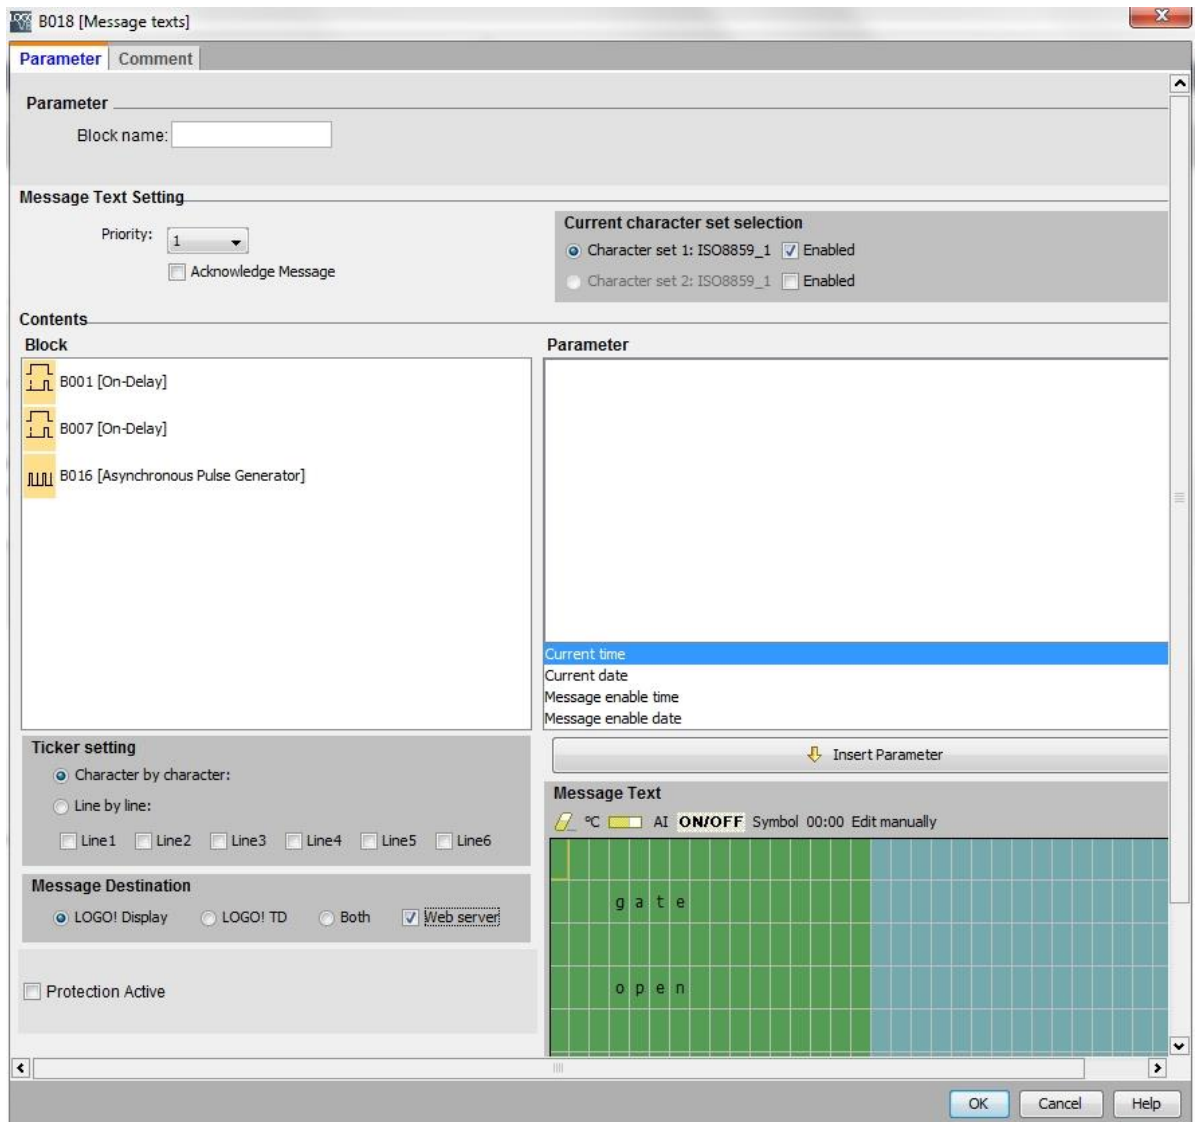 B018 [Message texts]
Parameter Comment
Parameter
Block name:
Message Text Setting
Priority: 1
Acknowledge Message
Current character set selection
Character set 1: ISO8859_1 Enabled
Character set 2: ISO8859_1 Enabled
Contents
Block
B001 [On-Delay]
B007 [On-Delay]
B016 [Asynchronous Pulse Generator]
Parameter
Current time
Current date
Message enable time
Message enable date
Insert Parameter
Ticker setting
Character by character:
Line by line:
Line1 Line2 Line3 Line4 Line5 Line6
Message Destination
LOGO! Display LOGO! TD Both Web server
Protection Active
Message Text
°C AI ON/OFF Symbol 00:00 Edit manually
gate
open
OK Cancel Help